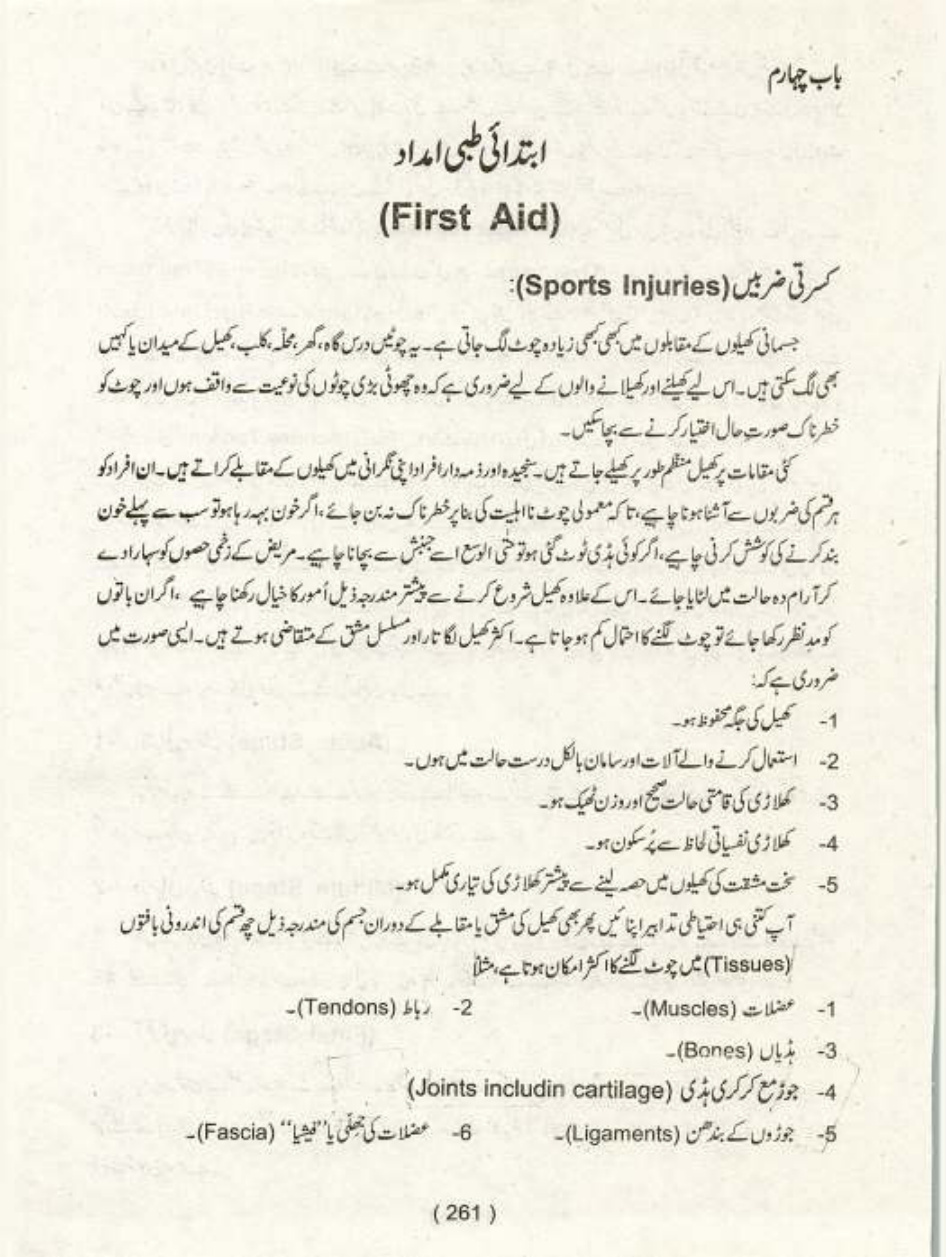 باب چہارم
ابتدائی طبی امداد
(First Aid)
کسرتی ضربیں (Sports Injuries):
جسمانی کھیلوں کے مقابلوں میں کبھی کبھی زیادہ چوٹ لگ جاتی ہے۔ یہ چوٹیں درس گاہ، گھر، محلّہ، کلب، کھیل کے میدان یا کہیں
بھی لگ سکتی ہیں۔ اس لیے کھیلنے اور کھیلانے والوں کے لیے ضروری ہے کہ وہ چھوٹی بڑی چوٹوں کی نوعیت سے واقف ہوں اور چوٹ کو
خطرناک صورتِ حال اختیار کرنے سے بچا سکیں۔
کئی مقامات پر کھیل منظم طور پر کھیلے جاتے ہیں۔ سنجیدہ اور ذمہ دار افراد اپنی نگرانی میں کھیلوں کے مقابلے کراتے ہیں۔ ان افراد کو
ہر قسم کی ضربوں سے آشنا ہونا چاہیے، تا کہ معمولی چوٹ نااہلیت کی بنا پر خطرناک نہ بن جائے، اگر خون بہہ رہا ہو تو سب سے پہلے خون
بند کرنے کی کوشش کرنی چاہیے، اگر کوئی ہڈی ٹوٹ گئی ہو تو حتی الوسع اسے جنبش سے بچانا چاہیے۔ مریض کے زخمی حصوں کو سہارا دے
کر آرام دہ حالت میں لٹایا جائے۔ اس کے علاوہ کھیل شروع کرنے سے پیشتر مندرجہ ذیل اُمور کا خیال رکھنا چاہیے ،اگر ان باتوں
کو مد نظر رکھا جائے تو چوٹ لگنے کا احتمال کم ہو جاتا ہے۔ اکثر کھیل لگاتار اور مسلسل مشق کے متقاضی ہوتے ہیں۔ ایسی صورت میں
ضروری ہے کہ:
1- کھیل کی جگہ محفوظ ہو۔
2- استعمال کرنے والے آلات اور سامان بالکل درست حالت میں ہوں۔
3- کھلاڑی کی قامتی حالت صحیح اور وزن ٹھیک ہو۔
4- کھلاڑی نفسیاتی لحاظ سے پُر سکون ہو۔
5- سخت مشقت کی کھیلوں میں حصہ لینے سے پیشتر کھلاڑی کی تیاری مکمل ہو۔
آپ کتنی ہی احتیاطی تدابیر اپنائیں پھر بھی کھیل کی مشق یا مقابلے کے دوران جسم کی مندرجہ ذیل چھ قسم کی اندرونی بافتوں
(Tissues) میں چوٹ لگنے کا اکثر امکان ہوتا ہے، مثلاً
1- عضلات (Muscles)۔ 2- رباط (Tendons)۔
3- ہڈیاں (Bones)۔
4- جوڑ مع کرکری ہڈی (Joints includin cartilage)
5- جوڑوں کے بندھن (Ligaments)۔ 6- عضلات کی جھلّی یا ”فیشیا“ (Fascia)۔
( 261 )